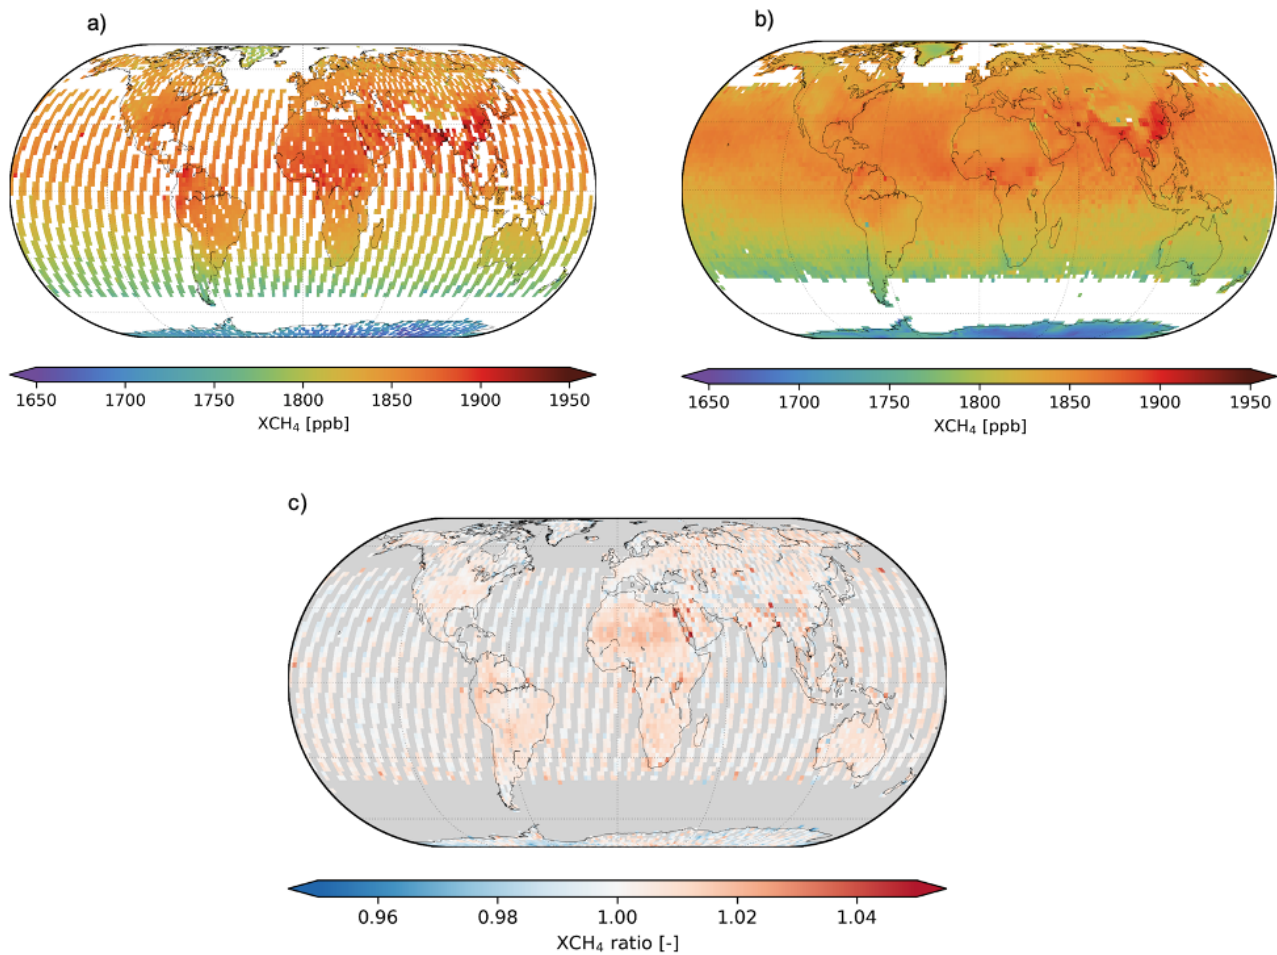 a)
b)
1650 1700 1750 1800 1850 1900 1950
XCH₄ [ppb]
1650 1700 1750 1800 1850 1900 1950
XCH₄ [ppb]
c)
0.96 0.98 1.00 1.02 1.04
XCH₄ ratio [-]